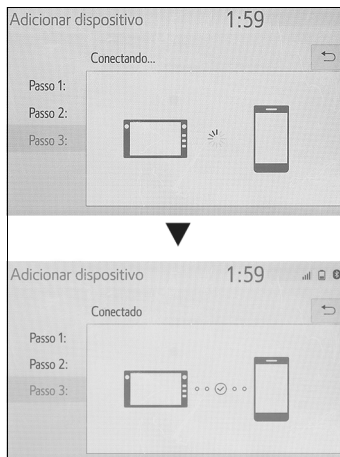 Adicionar dispositivo 1:59
Conectando...
Passo 1:
Passo 2:
Passo 3:
Adicionar dispositivo 1:59
Conectado
Passo 1:
Passo 2:
Passo 3: